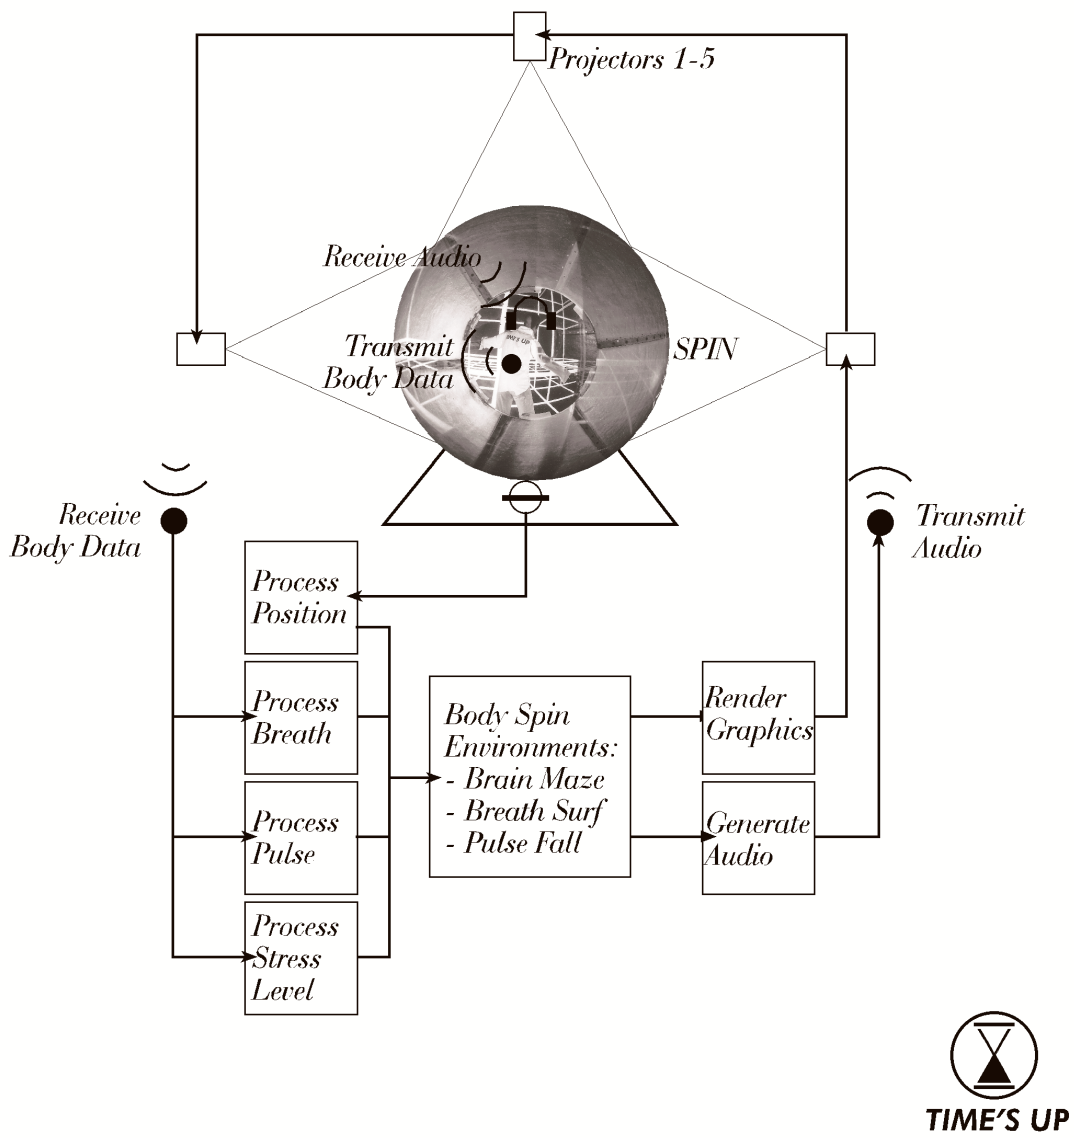 Projectors 1-5
Receive Audio
Transmit
Body Data
TIME'S UP
SPIN
Receive
Body Data
Transmit
Audio
Process
Position
Process
Breath
Process
Pulse
Process
Stress
Level
Body Spin
Environments:
- Brain Maze
- Breath Surf
- Pulse Fall
Render
Graphics
Generate
Audio
TIME'S UP